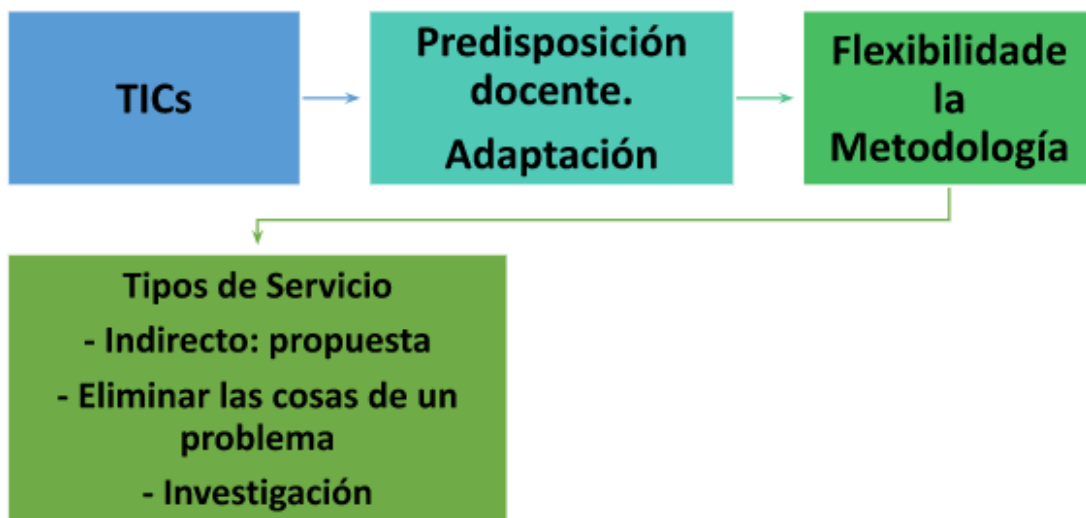 TICs
Predisposición
docente.
Adaptación
Flexibilidade
la
Metodología
Tipos de Servicio
- Indirecto: propuesta
- Eliminar las cosas de un
problema
- Investigación